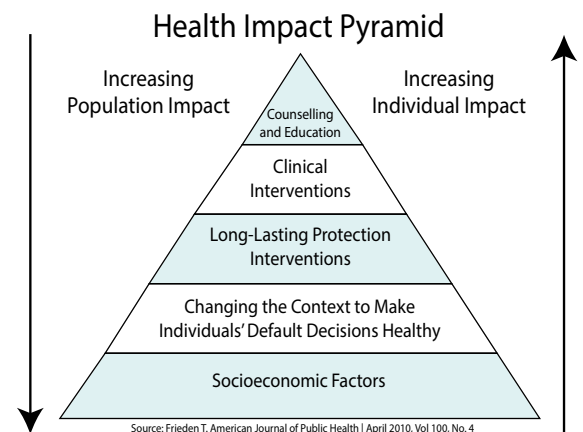 Health Impact Pyramid
Increasing
Population Impact
Increasing
Individual Impact
Counselling
and Education
Clinical
Interventions
Long-Lasting Protection
Interventions
Changing the Context to Make
Individuals' Default Decisions Healthy
Socioeconomic Factors
Source: Frieden T. American Journal of Public Health | April 2010, Vol 100, No. 4